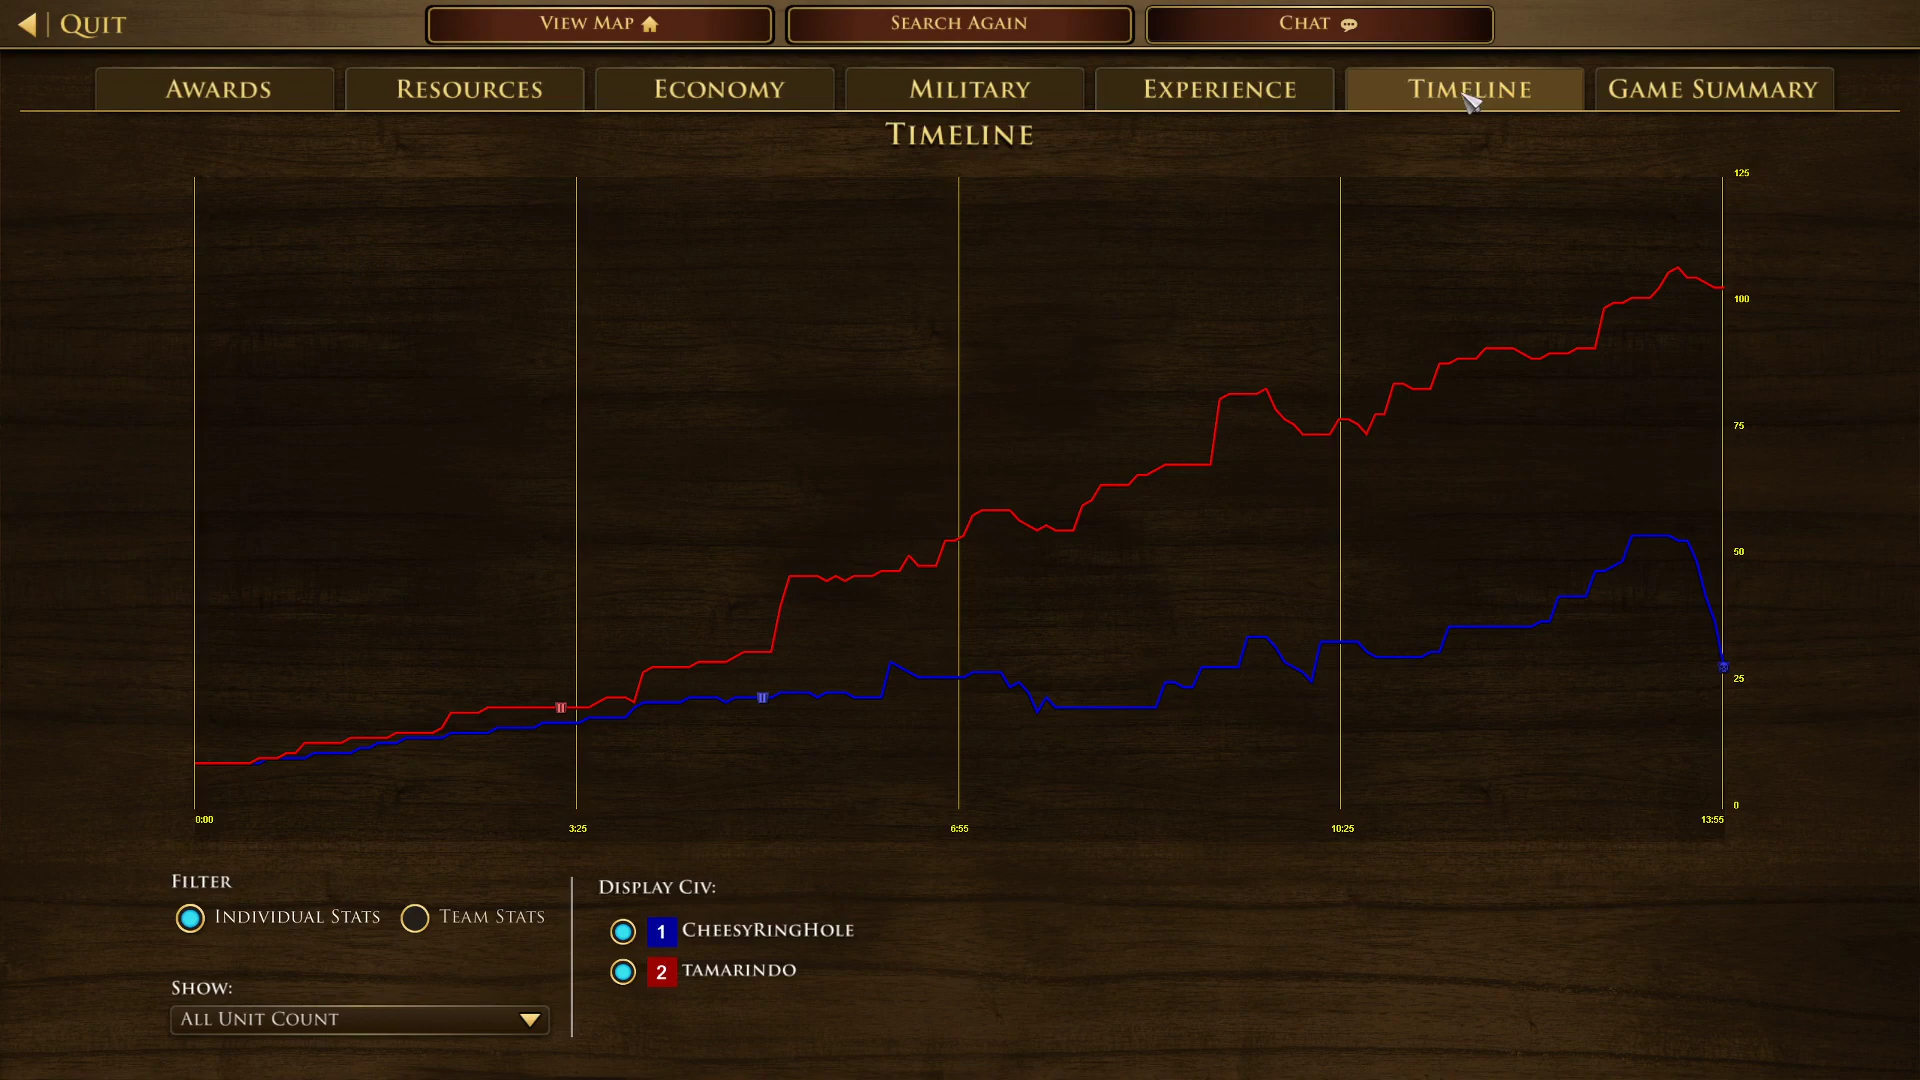 Quit
View Map
Search Again
Chat
Awards
Resources
Economy
Military
Experience
Timeline
Game Summary
Timeline
125
100
75
50
25
0
II
II
0:00
3:25
6:55
10:25
13:55
Filter
Individual Stats
Team Stats
Show:
All Unit Count
Display Civ:
1 CheesyRingHole
2 TAMARINDO